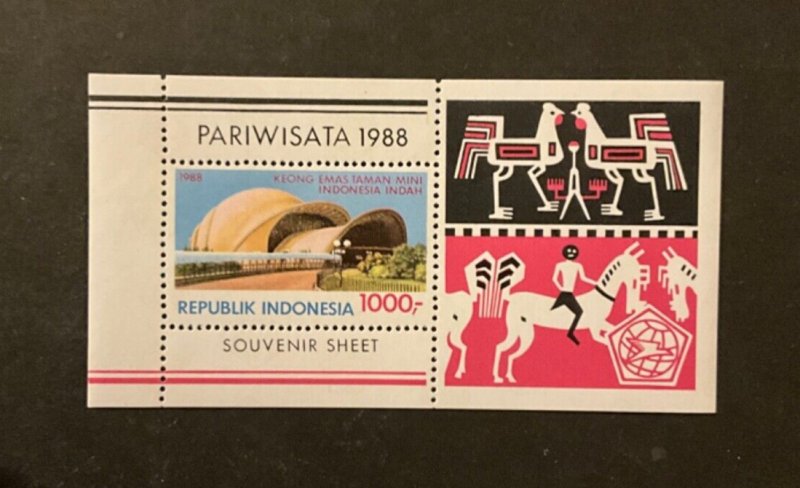 PARIWISATA 1988
1988
KEONG EMAS TAMAN MINI
INDONESIA INDAH
REPUBLIK INDONESIA 1000,-
SOUVENIR SHEET